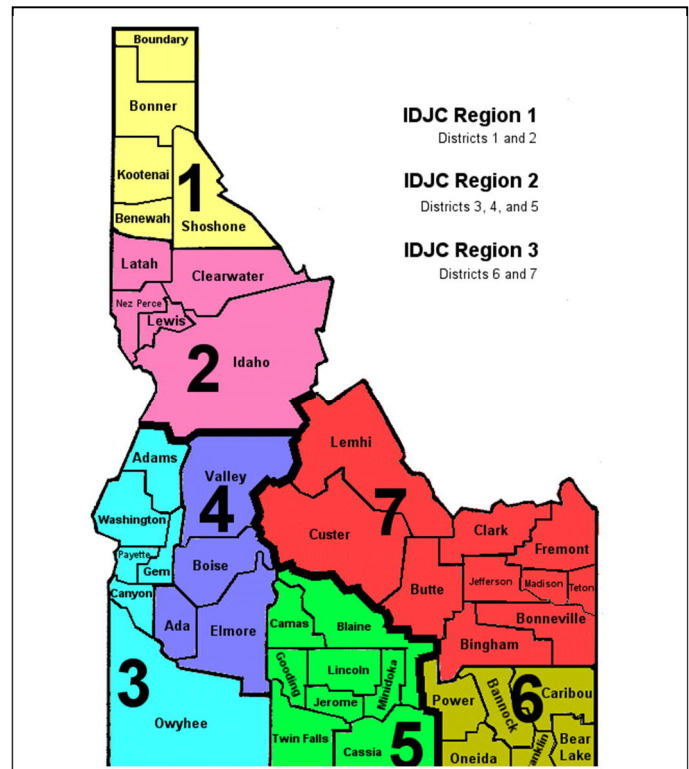 Boundary
Bonner
IDJC Region 1
Districts 1 and 2
Kootenai
1
IDJC Region 2
Districts 3, 4, and 5
Benewah
Shoshone
IDJC Region 3
Districts 6 and 7
Latah
Clearwater
Nez Perce
Lewis
Idaho
2
Lemhi
Adams
Valley
7
4
Washington
Custer
Clark
Fremont
Payette
Gem
Boise
Canyon
Butte
Jefferson
Madison
Teton
Ada
Elmore
Camas
Blaine
Bonneville
Bingham
Gooding
Lincoln
Minidoka
3
Jerome
Power
Bannock
6
Caribou
Owyhee
Twin Falls
Cassia
5
Oneida
anklin
Bear
Lake